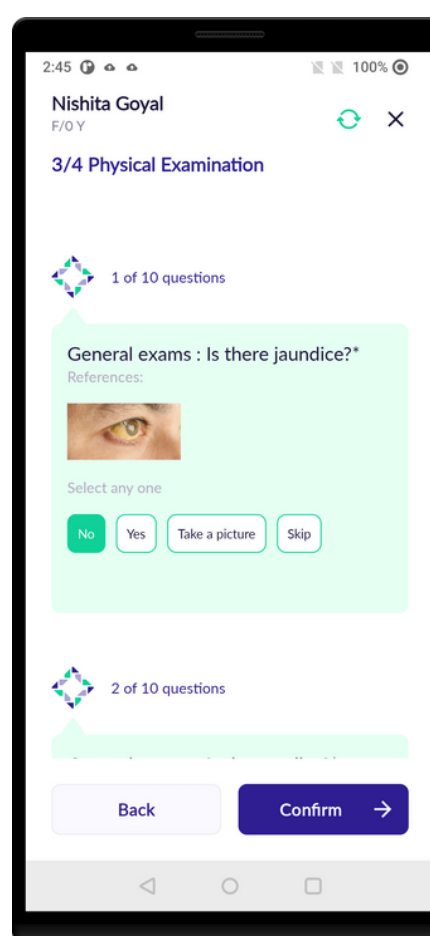 2:45
100%
Nishita Goyal
F/0 Y
3/4 Physical Examination
1 of 10 questions
General exams : Is there jaundice?*
References:
Select any one
No Yes Take a picture Skip
2 of 10 questions
Back Confirm